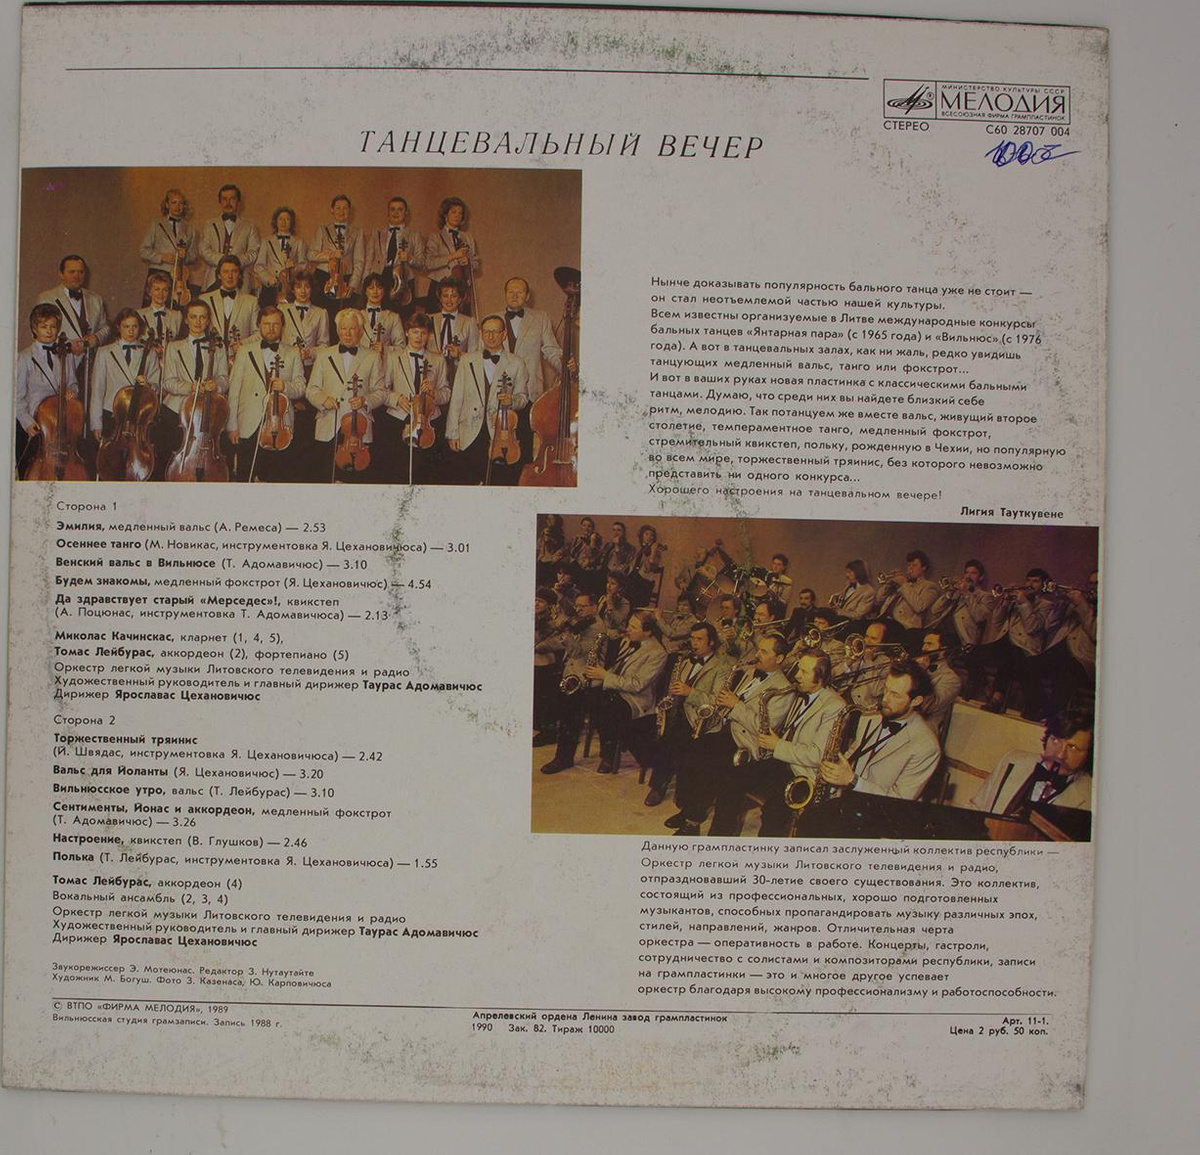 МИНИСТЕРСТВО КУЛЬТУРЫ СССР
МЕЛОДИЯ
ВСЕСОЮЗНАЯ ФИРМА ГРАМПЛАСТИНОК
СТЕРЕО
С60 28707 004
ТАНЦЕВАЛЬНЫЙ ВЕЧЕР
Нынче доказывать популярность бального танца уже не стоит —
он стал неотъемлемой частью нашей культуры.
Всем известны организуемые в Литве международные конкурсы
бальных танцев «Янтарная пара» (с 1965 года) и «Вильнюс» (с 1976
года). А вот в танцевальных залах, как ни жаль, редко увидишь
танцующих медленный вальс, танго или фокстрот...
И вот в ваших руках новая пластинка с классическими бальными
танцами. Думаю, что среди них вы найдете близкий себе
ритм, мелодию. Так потанцуем же вместе вальс, живущий второе
столетие, темпераментное танго, медленный фокстрот,
стремительный квикстеп, польку, рожденную в Чехии, но популярную
во всем мире, торжественный тряинис, без которого невозможно
представить ни одного конкурса...
Хорошего настроения на танцевальном вечере!
Лигия Тауткувене
Сторона 1
Эмилия, медленный вальс (А. Ремеса) — 2.53
Осеннее танго (М. Новикас, инструментовка Я. Цехановичюса) — 3.01
Венский вальс в Вильнюсе (Т. Адомавичюс) — 3.10
Будем знакомы, медленный фокстрот (Я. Цехановичюс) — 4.54
Да здравствует старый «Мерседес»!, квикстеп
(А. Поцюнас, инструментовка Т. Адомавичюса) — 2.13
Миколас Качинскас, кларнет (1, 4, 5),
Томас Лейбурас, аккордеон (2), фортепиано (5)
Оркестр легкой музыки Литовского телевидения и радио
Художественный руководитель и главный дирижер Таурас Адомавичюс
Дирижер Ярославас Цехановичюс
Сторона 2
Торжественный тряинис
(Й. Швядас, инструментовка Я. Цехановичюса) — 2.42
Вальс для Йоланты (Я. Цехановичюс) — 3.20
Вильнюсское утро, вальс (Т. Лейбурас) — 3.10
Сентименты, Йонас и аккордеон, медленный фокстрот
(Т. Адомавичюс) — 3.26
Настроение, квикстеп (В. Глушков) — 2.46
Полька (Т. Лейбурас, инструментовка Я. Цехановичюса) — 1.55
Томас Лейбурас, аккордеон (4)
Вокальный ансамбль (2, 3, 4)
Оркестр легкой музыки Литовского телевидения и радио
Художественный руководитель и главный дирижер Таурас Адомавичюс
Дирижер Ярославас Цехановичюс
Звукорежиссер Э. Мотеюнас. Редактор З. Нутаутайте
Художник М. Богуш. Фото З. Казенаса, Ю. Карповичюса
Данную грампластинку записал заслуженный коллектив республики —
Оркестр легкой музыки Литовского телевидения и радио,
отпраздновавший 30-летие своего существования. Это коллектив,
состоящий из профессиональных, хорошо подготовленных
музыкантов, способных пропагандировать музыку различных эпох,
стилей, направлений, жанров. Отличительная черта
оркестра — оперативность в работе. Концерты, гастроли,
сотрудничество с солистами и композиторами республики, записи
на грампластинки — это и многое другое успевает
оркестр благодаря высокому профессионализму и работоспособности.
© ВТПО «ФИРМА МЕЛОДИЯ», 1989
Вильнюсская студия грамзаписи. Запись 1988 г.
Апрелевский ордена Ленина завод грампластинок
1990 Зак. 82. Тираж 10000
Арт. 11-1.
Цена 2 руб. 50 коп.